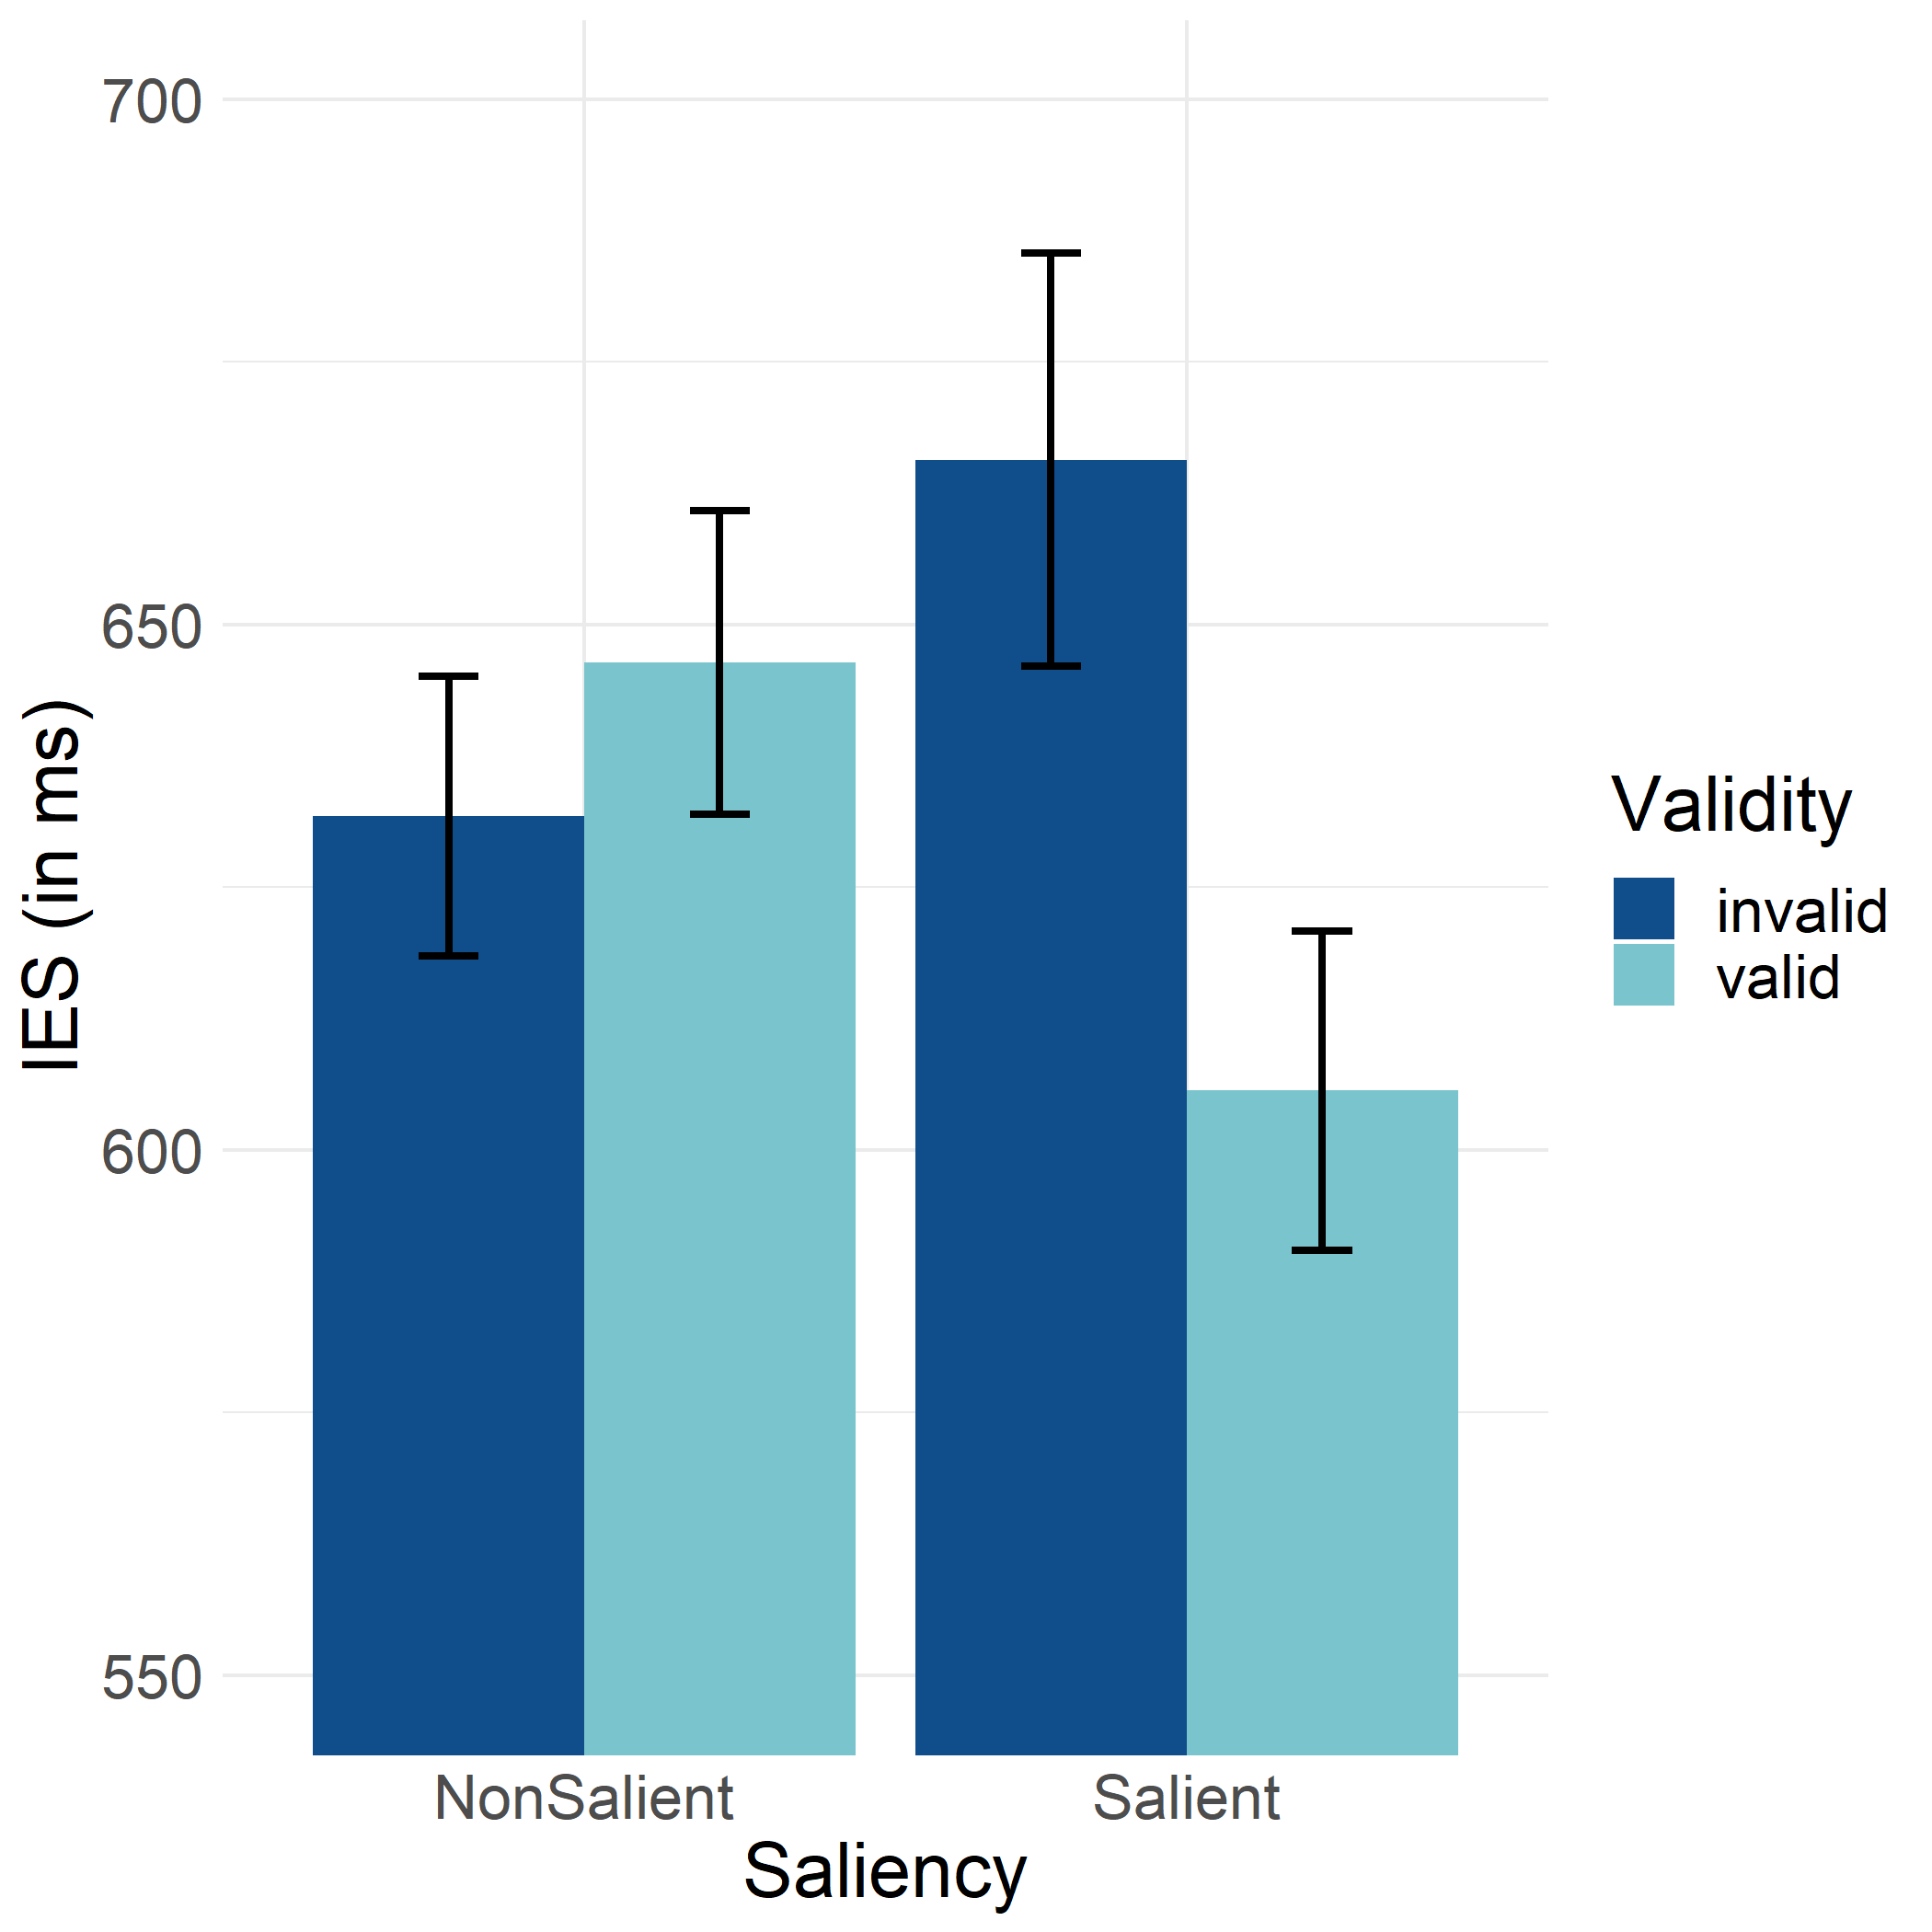 700
650
600
550
IES (in ms)
NonSalient
Salient
Saliency
Validity
invalid
valid